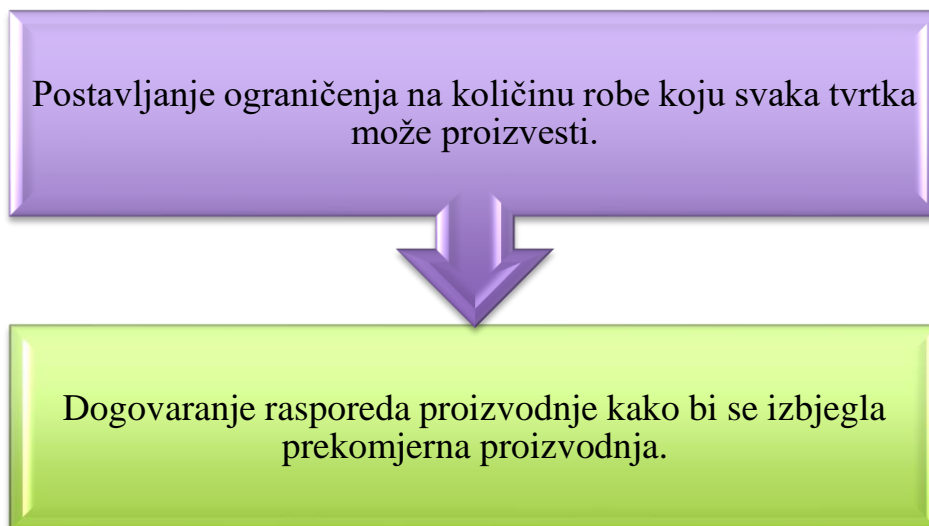 Postavljanje ograničenja na količinu robe koju svaka tvrtka
može proizvesti.
Dogovaranje rasporeda proizvodnje kako bi se izbjegla
prekomjerna proizvodnja.